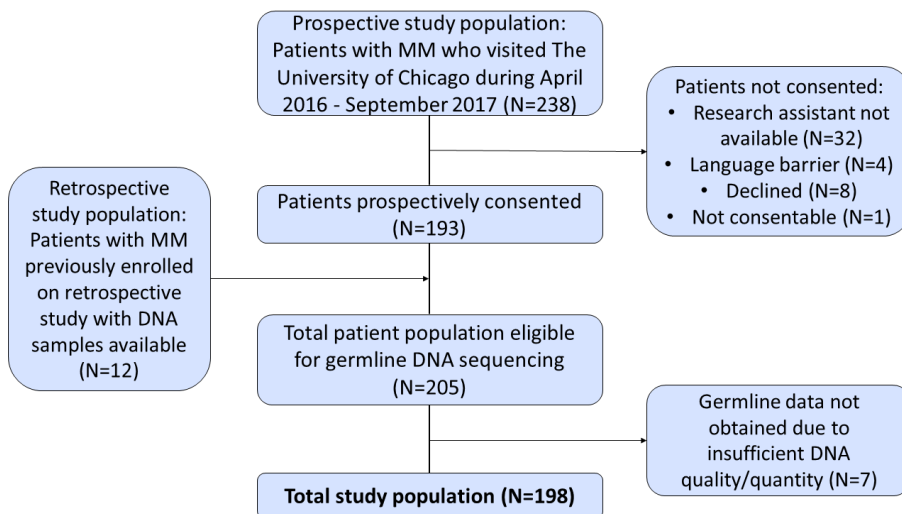 Prospective study population:
Patients with MM who visited The
University of Chicago during April
2016 - September 2017 (N=238)
Patients not consented:
• Research assistant not
available (N=32)
• Language barrier (N=4)
• Declined (N=8)
• Not consentable (N=1)
Retrospective
study population:
Patients with MM
previously enrolled
on retrospective
study with DNA
samples available
(N=12)
Patients prospectively consented
(N=193)
Total patient population eligible
for germline DNA sequencing
(N=205)
Germline data not
obtained due to
insufficient DNA
quality/quantity (N=7)
Total study population (N=198)